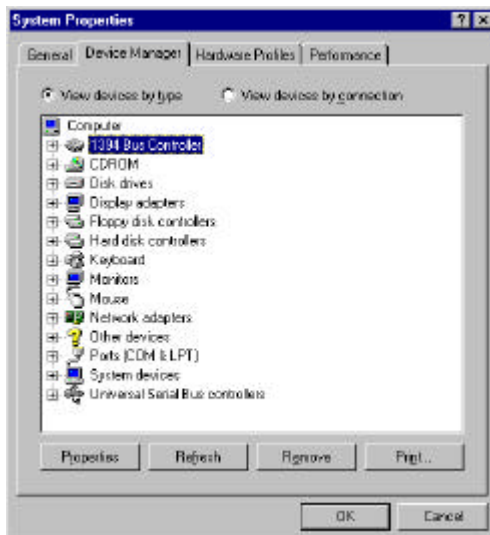 System Properties
General Device Manager Hardware Profiles Performance
View devices by type View devices by connection
Computer
1394 Bus Controller
CDROM
Disk drives
Display adapters
Floppy disk controllers
Hard disk controllers
Keyboard
Monitors
Mouse
Network adapters
Other devices
Ports (COM & LPT)
System devices
Universal Serial Bus controllers
Properties Refresh Remove Print...
OK Cancel